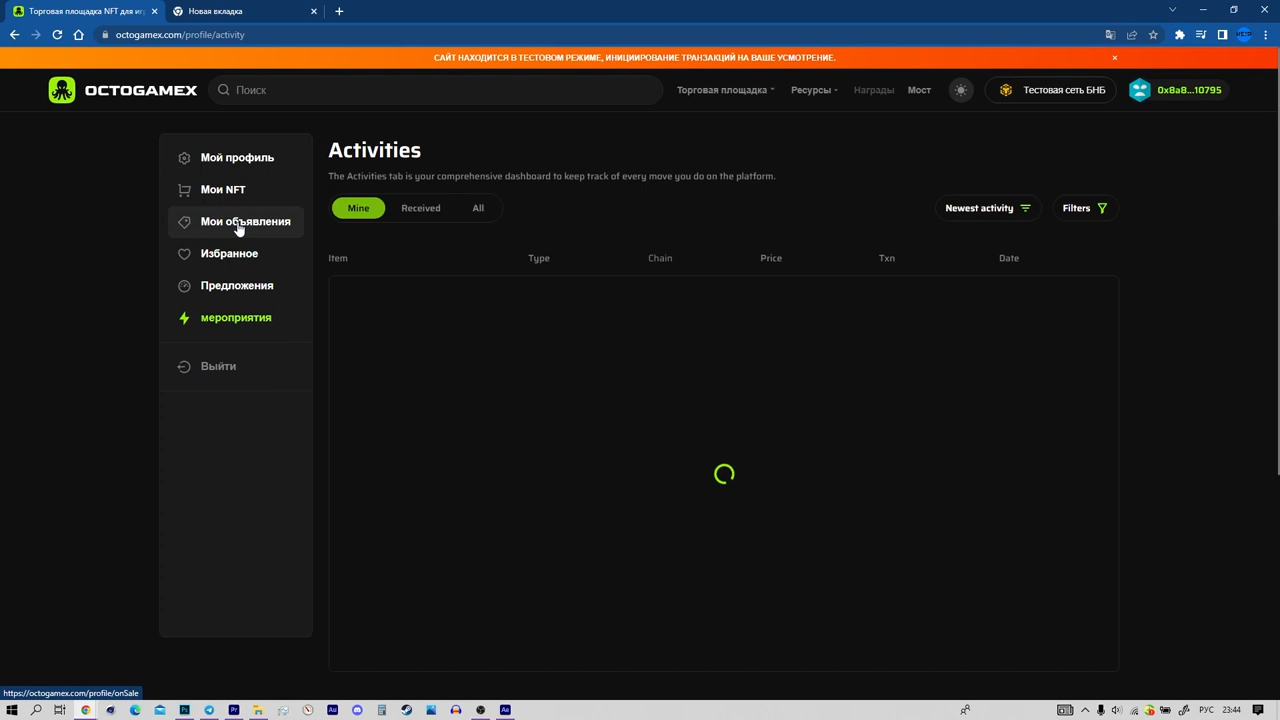 Торговая площадка NFT для иг
Новая вкладка
octogamex.com/profile/activity
САЙТ НАХОДИТСЯ В ТЕСТОВОМ РЕЖИМЕ, ИНИЦИИРОВАНИЕ ТРАНЗАКЦИЙ НА ВАШЕ УСМОТРЕНИЕ.
OCTOGAMEX
Поиск
Торговая площадка
Ресурсы
Награды
Мост
Тестовая сеть БНБ
0x8a8...10795
Мой профиль
Мои NFT
Мои объявления
Избранное
Предложения
мероприятия
Выйти
Activities
The Activities tab is your comprehensive dashboard to keep track of every move you do on the platform.
Mine Received All
Newest activity
Filters
Item Type Chain Price Txn Date
https://octogamex.com/profile/onSale
РУС
23:44